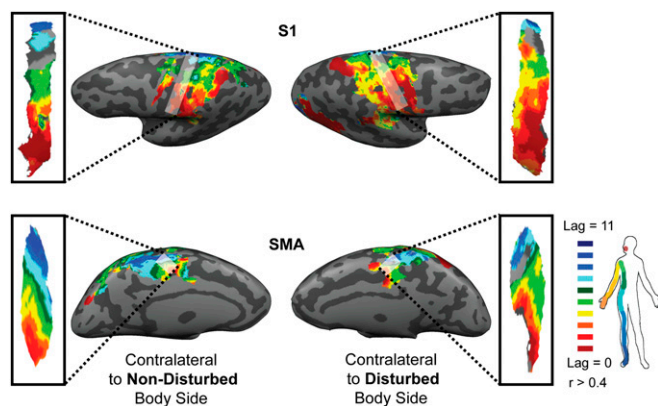 S1
SMA
Lag = 11
Lag = 0
r > 0.4
Contralateral
to Non-Disturbed
Body Side
Contralateral
to Disturbed
Body Side